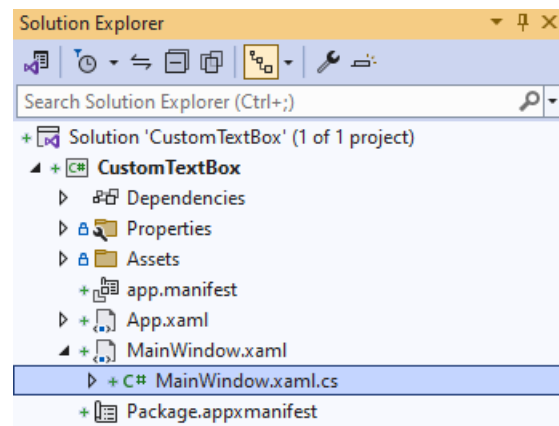 Solution Explorer
Search Solution Explorer (Ctrl+;)
Solution 'CustomTextBox' (1 of 1 project)
C# CustomTextBox
Dependencies
Properties
Assets
app.manifest
App.xaml
MainWindow.xaml
C# MainWindow.xaml.cs
Package.appxmanifest